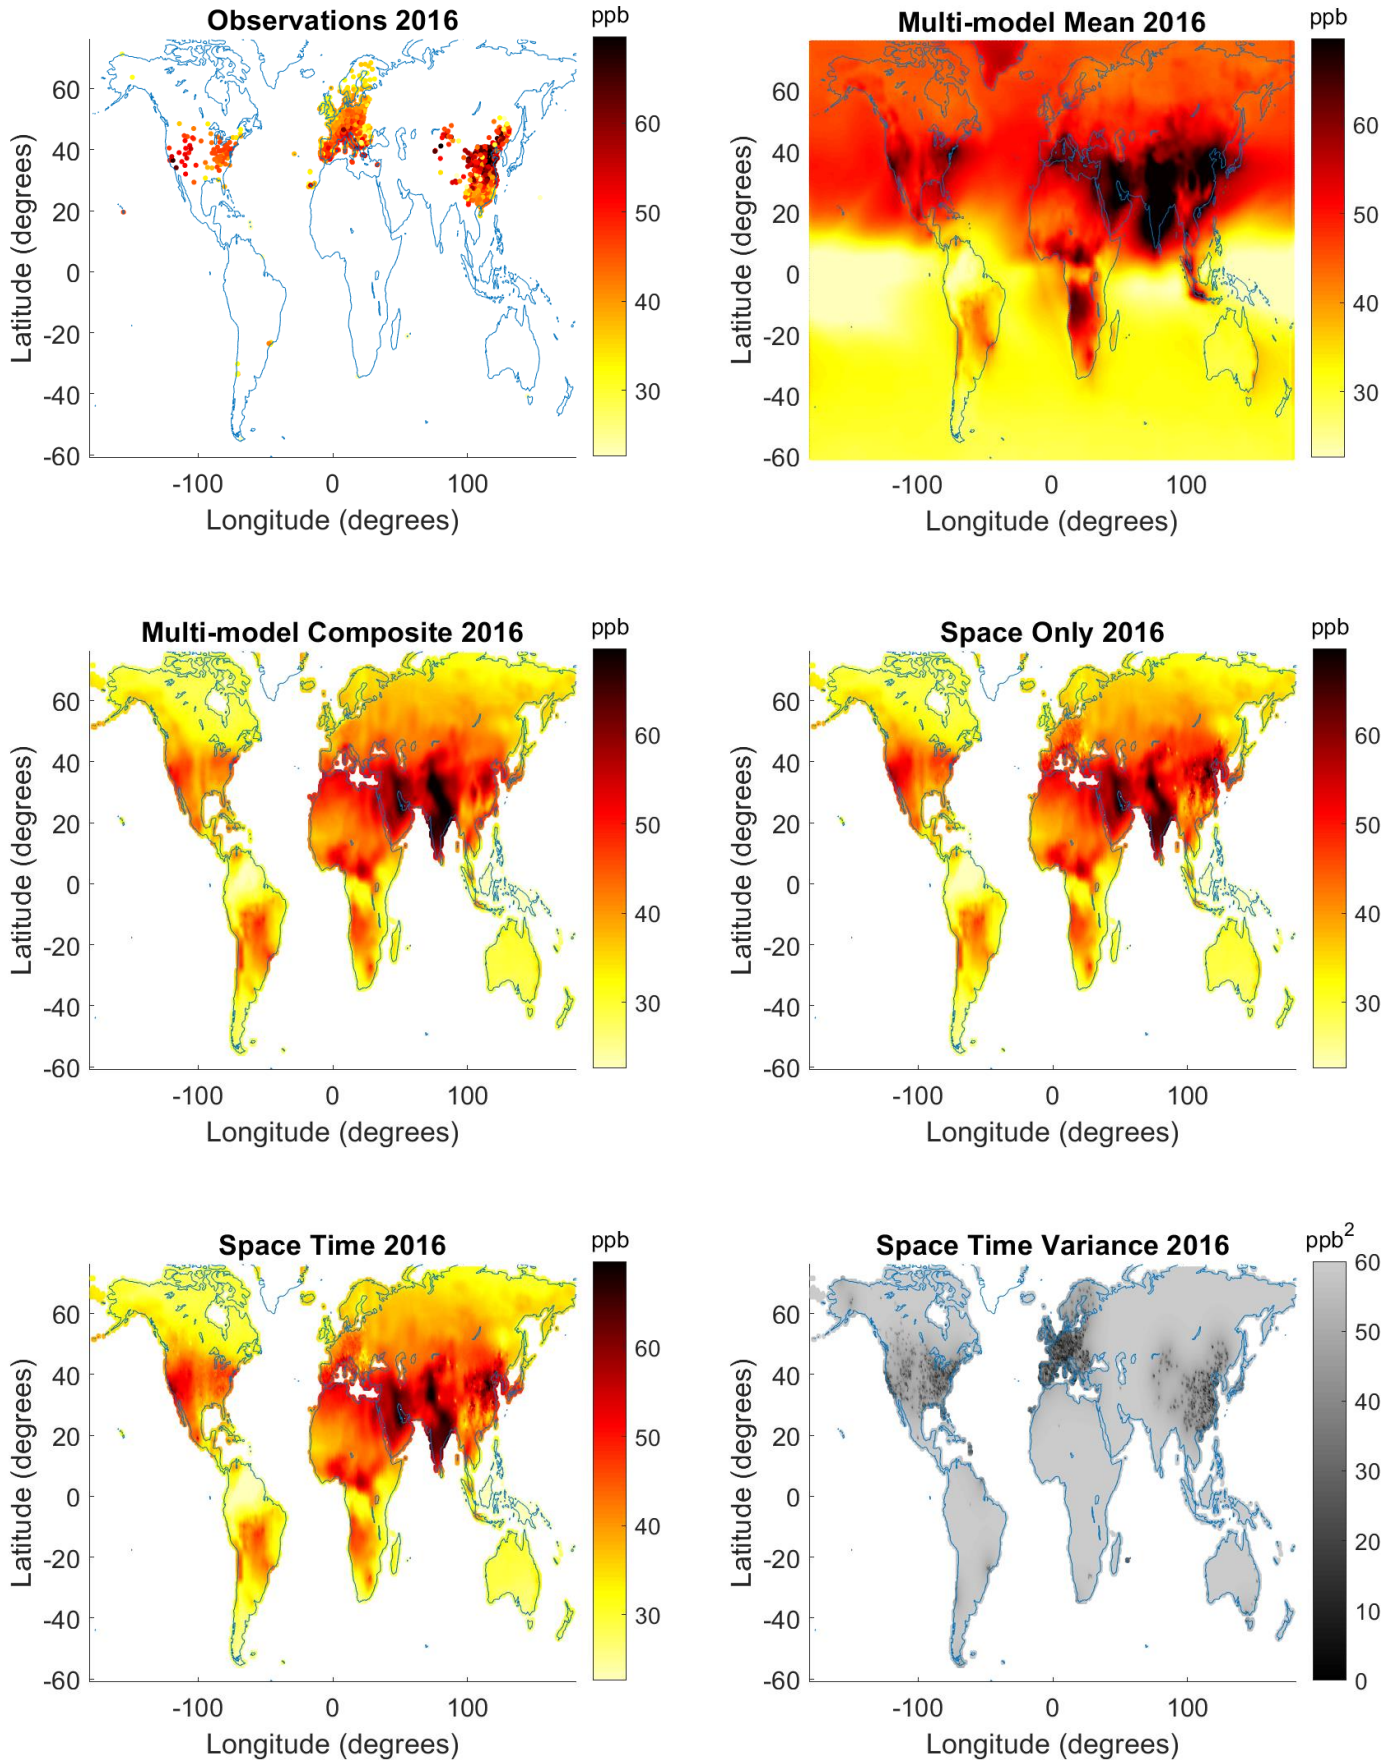 Observations 2016
ppb
60
50
40
30
60
40
20
0
-20
-40
-60
Latitude (degrees)
-100 0 100
Longitude (degrees)
Multi-model Mean 2016
ppb
60
50
40
30
60
40
20
0
-20
-40
-60
Latitude (degrees)
-100 0 100
Longitude (degrees)
Multi-model Composite 2016
ppb
60
50
40
30
60
40
20
0
-20
-40
-60
Latitude (degrees)
-100 0 100
Longitude (degrees)
Space Only 2016
ppb
60
50
40
30
60
40
20
0
-20
-40
-60
Latitude (degrees)
-100 0 100
Longitude (degrees)
Space Time 2016
ppb
60
50
40
30
60
40
20
0
-20
-40
-60
Latitude (degrees)
-100 0 100
Longitude (degrees)
Space Time Variance 2016
ppb²
60
50
40
30
20
10
0
60
40
20
0
-20
-40
-60
Latitude (degrees)
-100 0 100
Longitude (degrees)